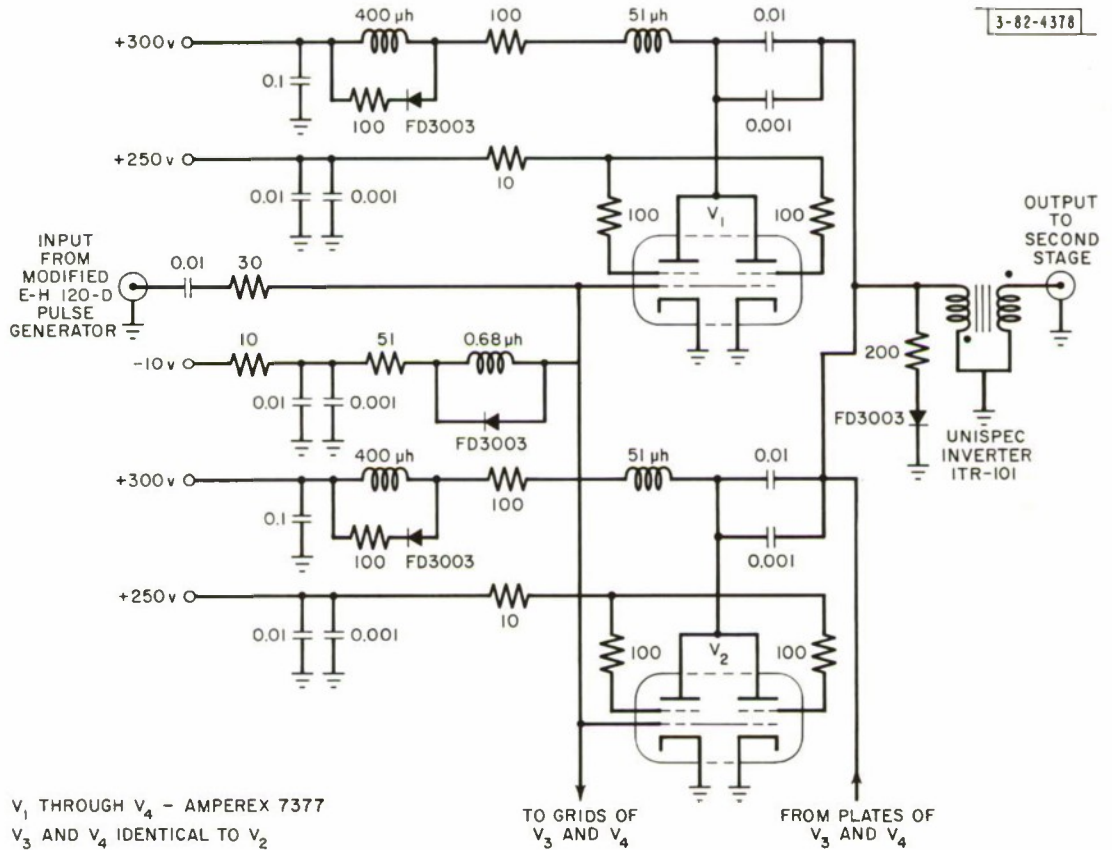 400 μh
100
51 μh
0.01
3-82-4378
+300 v
0.1
100
FD3003
0.001
+250 v
10
0.01
0.001
100
V1
100
OUTPUT
TO
SECOND
STAGE
INPUT
FROM
MODIFIED
E-H 120-D
PULSE
GENERATOR
0.01
30
10
51
0.68 μh
-10 v
200
0.01
0.001
FD3003
FD3003
UNISPEC
INVERTER
ITR-101
400 μh
51 μh
0.01
+300 v
100
0.1
100
FD3003
0.001
+250 v
10
0.01
0.001
100
V2
100
V1 THROUGH V4 - AMPEREX 7377
V3 AND V4 IDENTICAL TO V2
TO GRIDS OF
V3 AND V4
FROM PLATES OF
V3 AND V4